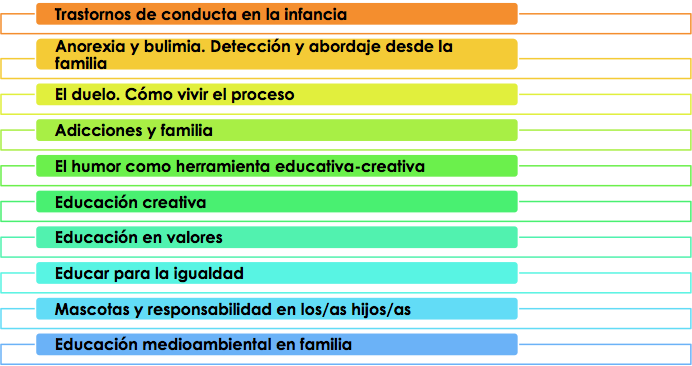 Trastornos de conducta en la infancia
Anorexia y bulimia. Detección y abordaje desde la
familia
El duelo. Cómo vivir el proceso
Adicciones y familia
El humor como herramienta educativa-creativa
Educación creativa
Educación en valores
Educar para la igualdad
Mascotas y responsabilidad en los/as hijos/as
Educación medioambiental en familia